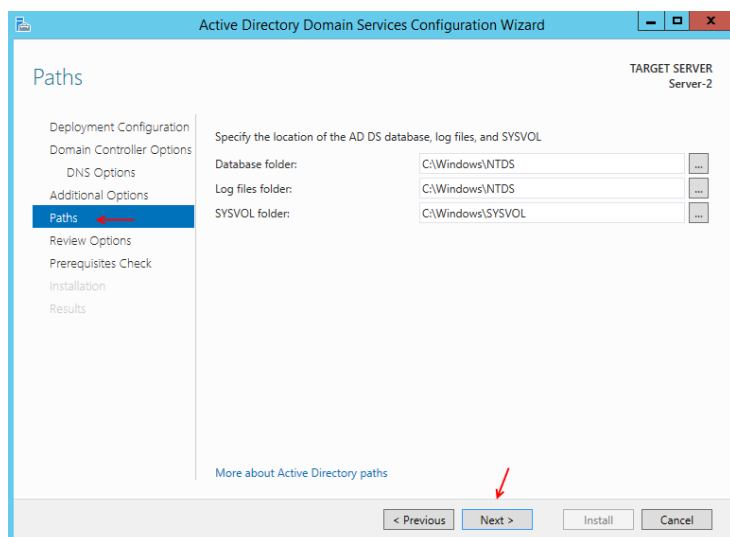 Active Directory Domain Services Configuration Wizard
Paths
TARGET SERVER
Server-2
Deployment Configuration
Domain Controller Options
DNS Options
Additional Options
Paths
Review Options
Prerequisites Check
Installation
Results
Specify the location of the AD DS database, log files, and SYSVOL
Database folder: C:\Windows\NTDS ...
Log files folder: C:\Windows\NTDS ...
SYSVOL folder: C:\Windows\SYSVOL ...
More about Active Directory paths
< Previous Next > Install Cancel